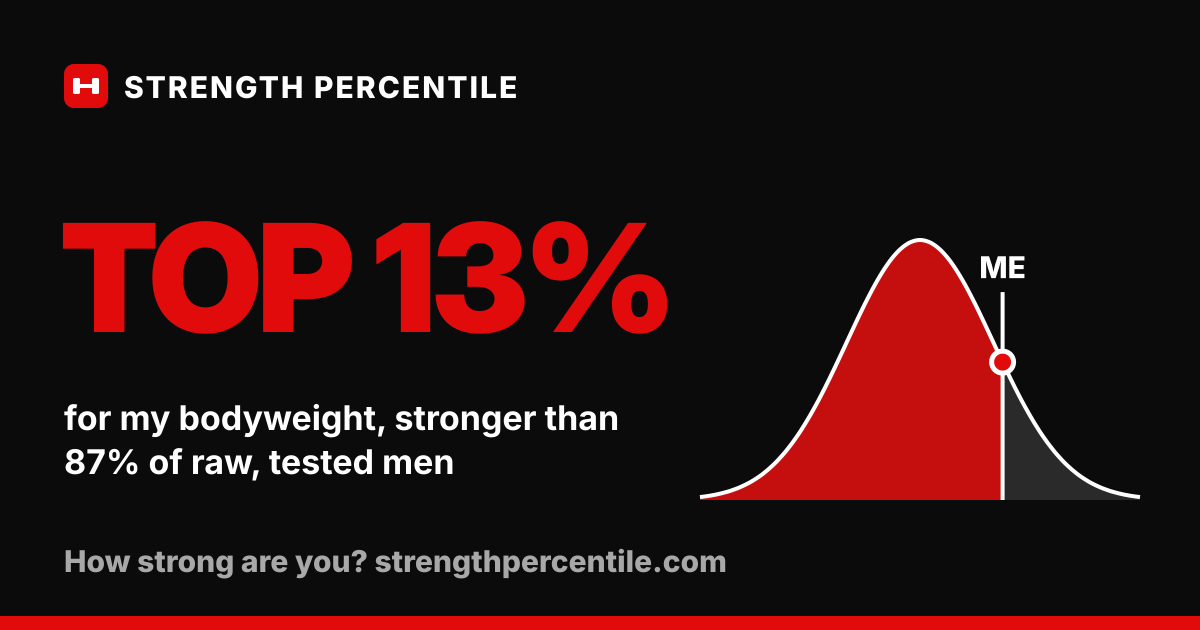 STRENGTH PERCENTILE
TOP 13%
ME
for my bodyweight, stronger than
87% of raw, tested men
How strong are you? strengthpercentile.com